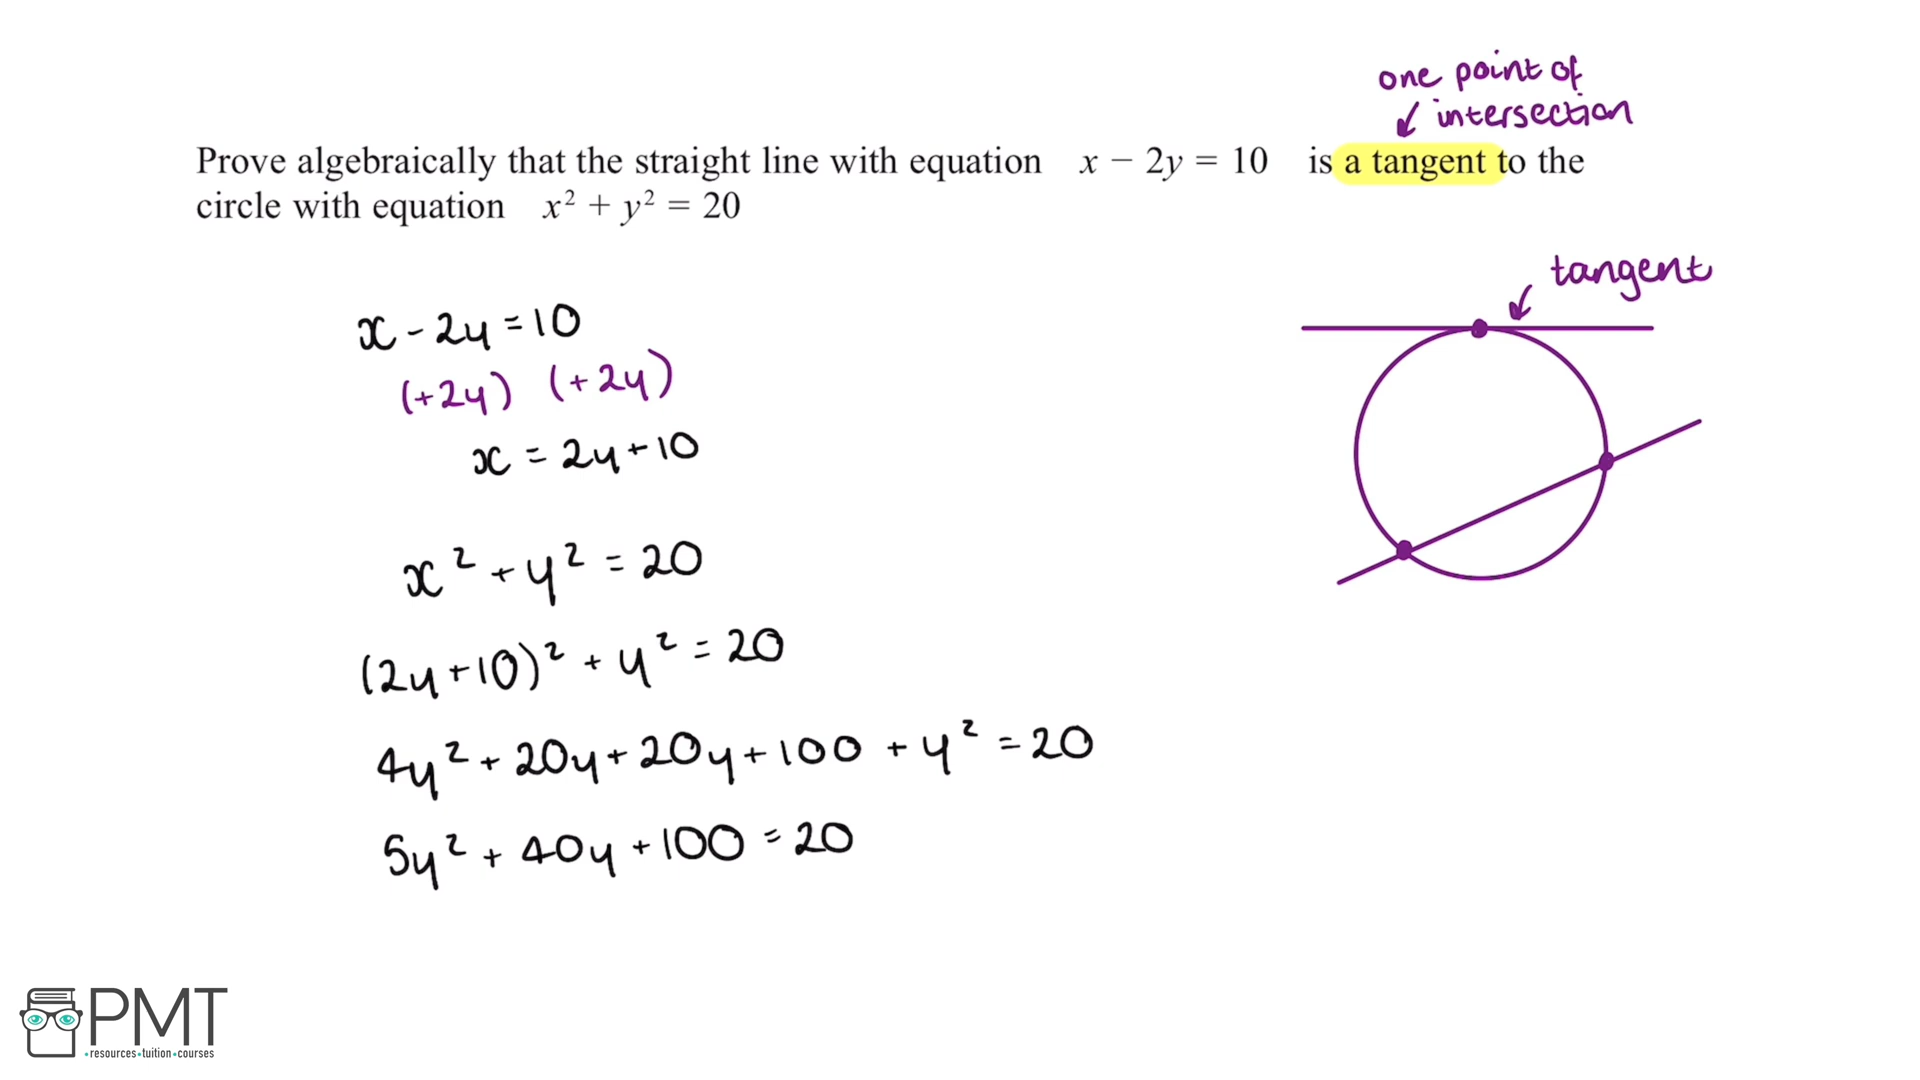 one point of
intersection
Prove algebraically that the straight line with equation x − 2y = 10 is a tangent to the
circle with equation x² + y² = 20
tangent
x - 2y = 10
(+2y) (+2y)
x = 2y + 10
x² + y² = 20
(2y + 10)² + y² = 20
4y² + 20y + 20y + 100 + y² = 20
5y² + 40y + 100 = 20
PMT
•resources•tuition•courses